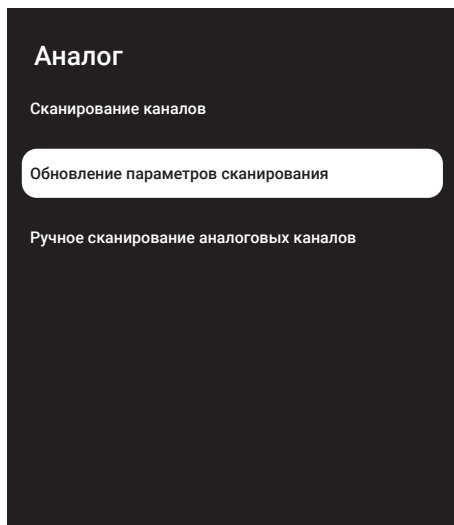 Аналог
Сканирование каналов
Обновление параметров сканирования
Ручное сканирование аналоговых каналов